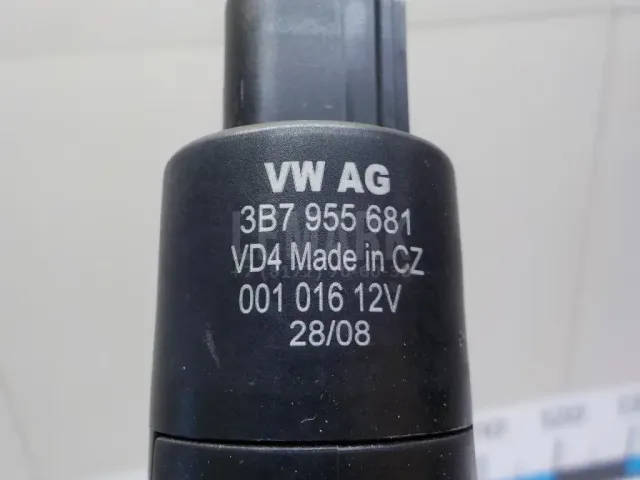 VW AG
3B7 955 681
VD4 Made in CZ
001 016 12V
28/08